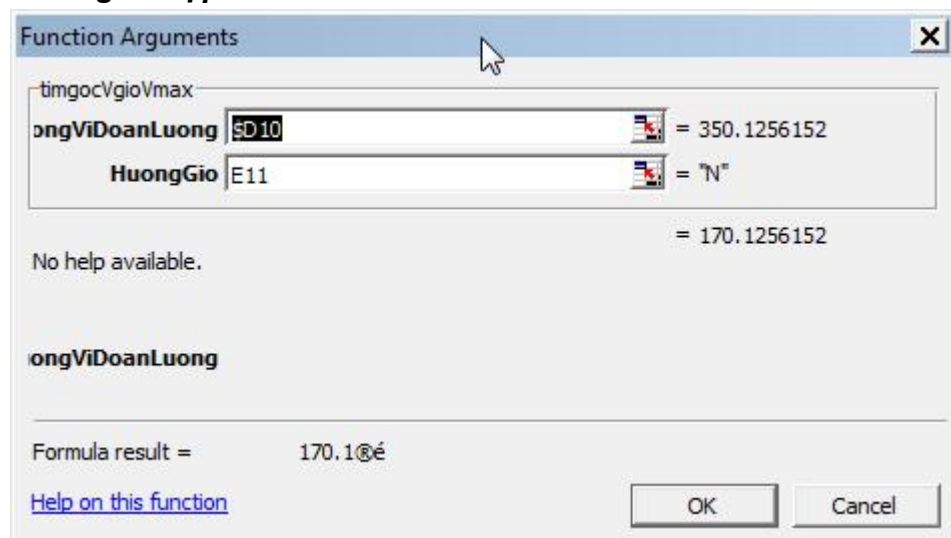 Function Arguments
timgocVgioVmax
ongViDoanLuong $D10 = 350.1256152
HuongGio E11 = "N"
= 170.1256152
No help available.
ongViDoanLuong
Formula result = 170.1®é
Help on this function OK Cancel